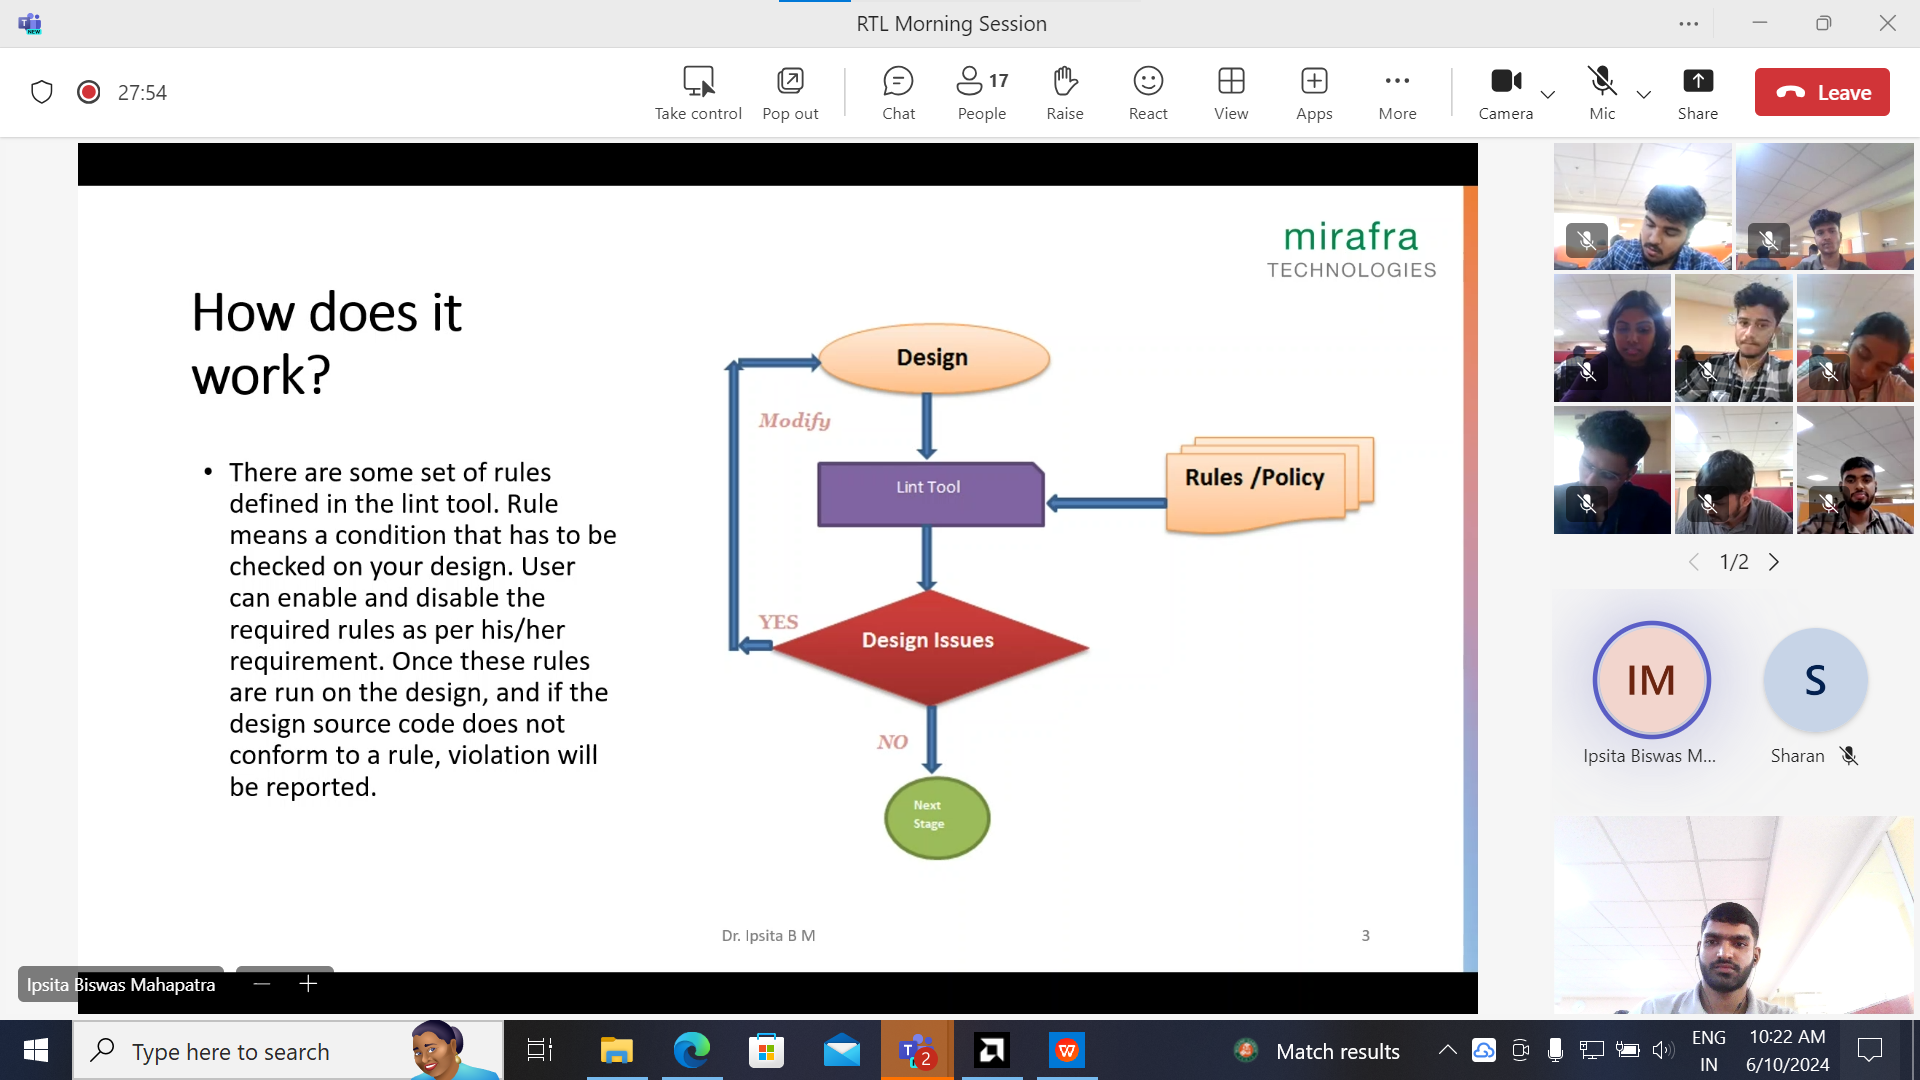 RTL Morning Session
NEW
27:54
Take control
Pop out
Chat
17
People
Raise
React
View
Apps
More
Camera
Mic
Share
Leave
mirafra
TECHNOLOGIES
How does it
work?
• There are some set of rules
defined in the lint tool. Rule
means a condition that has to be
checked on your design. User
can enable and disable the
required rules as per his/her
requirement. Once these rules
are run on the design, and if the
design source code does not
conform to a rule, violation will
be reported.
Design
Modify
Lint Tool
Rules /Policy
YES
Design Issues
NO
Next
Stage
Dr. Ipsita B M
3
1/2
IM
S
Ipsita Biswas M...
Sharan
Ipsita Biswas Mahapatra
Type here to search
2
Match results
ENG
IN
10:22 AM
6/10/2024